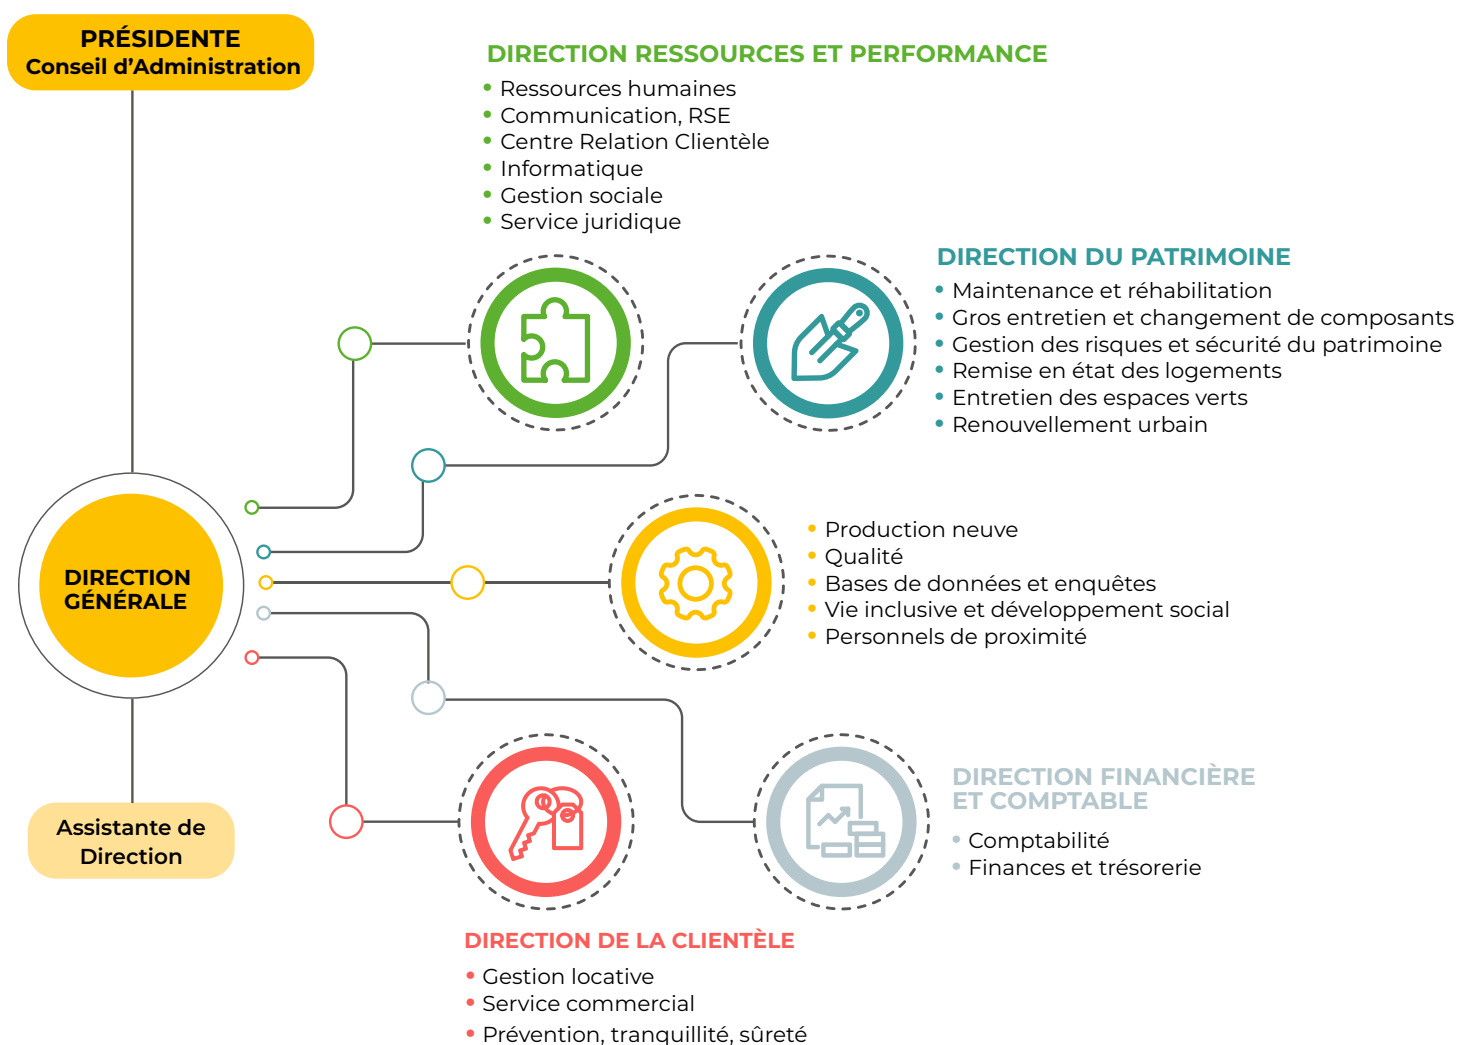 PRÉSIDENTE
Conseil d’Administration
DIRECTION RESSOURCES ET PERFORMANCE
• Ressources humaines
• Communication, RSE
• Centre Relation Clientèle
• Informatique
• Gestion sociale
• Service juridique
DIRECTION DU PATRIMOINE
• Maintenance et réhabilitation
• Gros entretien et changement de composants
• Gestion des risques et sécurité du patrimoine
• Remise en état des logements
• Entretien des espaces verts
• Renouvellement urbain
DIRECTION
GÉNÉRALE
• Production neuve
• Qualité
• Bases de données et enquêtes
• Vie inclusive et développement social
• Personnels de proximité
Assistante de
Direction
DIRECTION FINANCIÈRE
ET COMPTABLE
• Comptabilité
• Finances et trésorerie
DIRECTION DE LA CLIENTÈLE
• Gestion locative
• Service commercial
• Prévention, tranquillité, sûreté